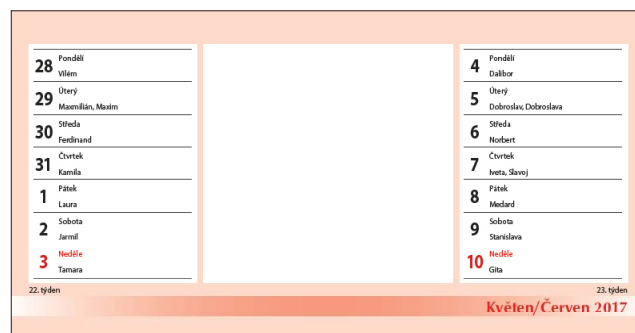 28 Pondělí
Vilém
29 Úterý
Maxmilián, Maxim
30 Středa
Ferdinand
31 Čtvrtek
Kamila
1 Pátek
Laura
2 Sobota
Jarmil
3 Neděle
Tamara
22. týden
4 Pondělí
Dalibor
5 Úterý
Dobroslav, Dobroslava
6 Středa
Norbert
7 Čtvrtek
Iveta, Slavoj
8 Pátek
Medard
9 Sobota
Stanislava
10 Neděle
Gita
23. týden
Květen/Červen 2017